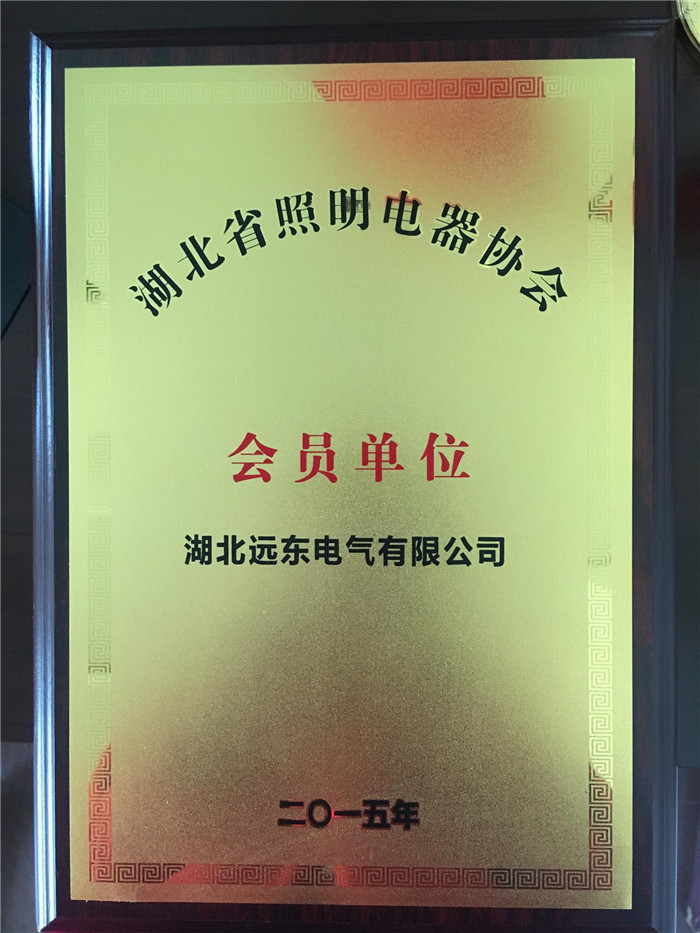 湖北省照明电器协会
会员单位
湖北远东电气有限公司
二〇一五年